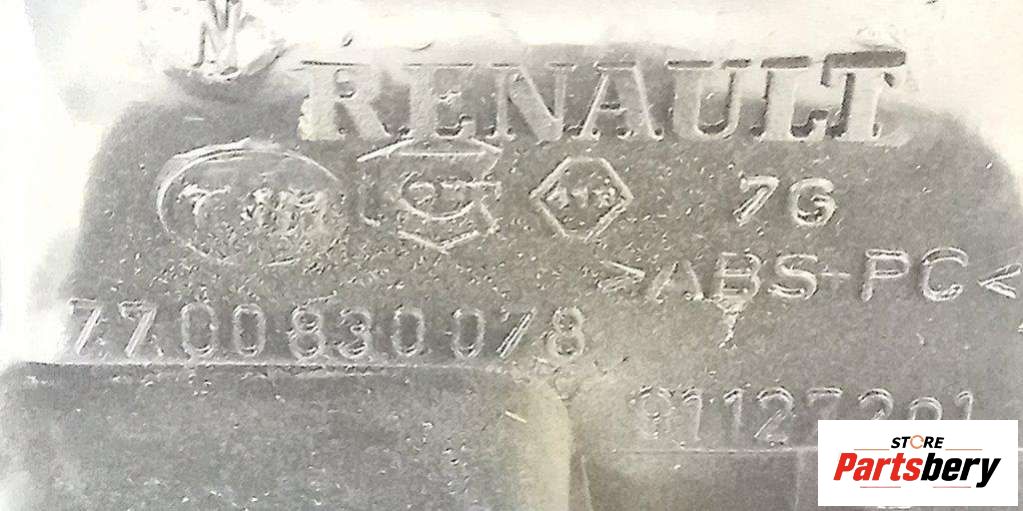 RENAULT
7G
>ABS-PC<
7700830078
STORE
Partsbery